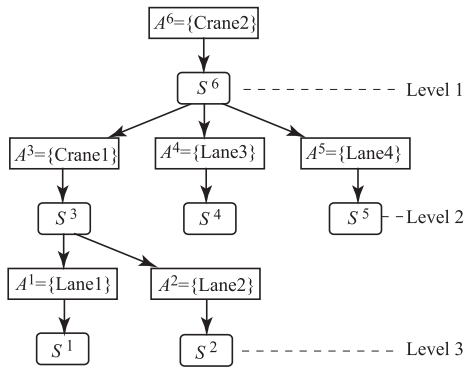 A⁶={Crane2}
S⁶ Level 1
A³={Crane1} A⁴={Lane3} A⁵={Lane4}
S³ S⁴ S⁵ Level 2
A¹={Lane1} A²={Lane2}
S¹ S² Level 3